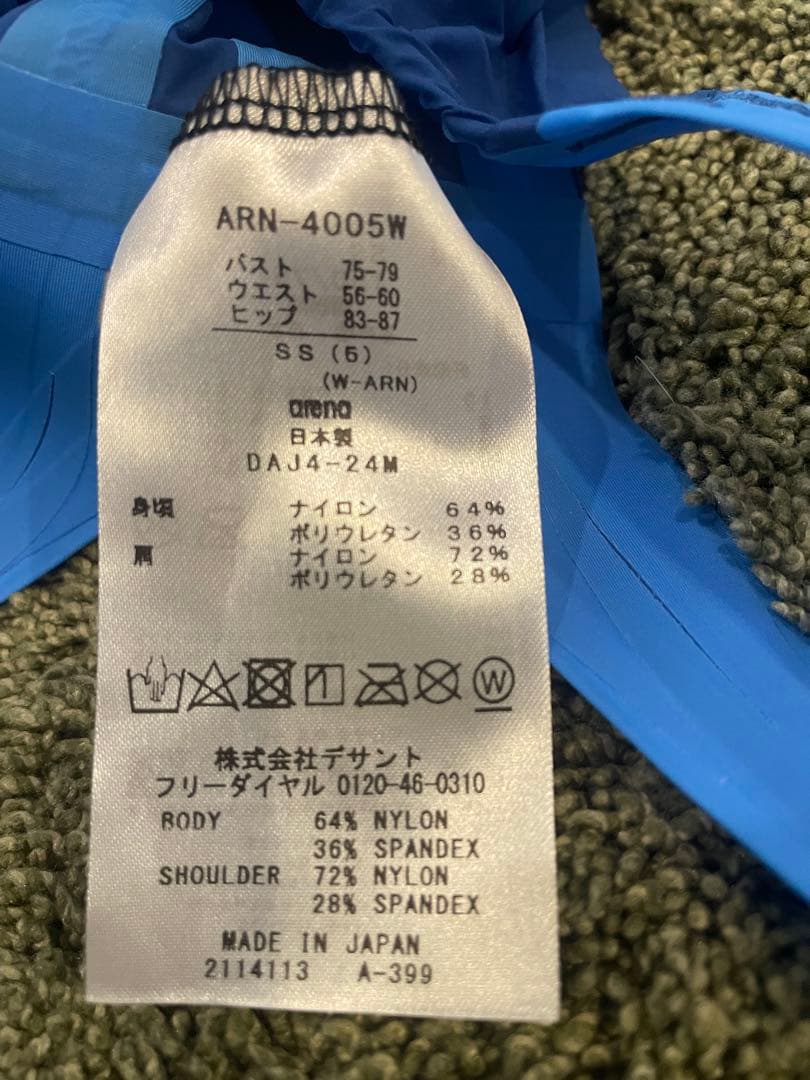 ARN-4005W
バスト 75-79
ウエスト 56-60
ヒップ 83-87
SS(5)
(W-ARN)
arena
日本製
DAJ4-24M
身頃 ナイロン 64%
ポリウレタン 36%
肩 ナイロン 72%
ポリウレタン 28%
W
株式会社デサント
フリーダイヤル 0120-46-0310
BODY 64% NYLON
36% SPANDEX
SHOULDER 72% NYLON
28% SPANDEX
MADE IN JAPAN
2114113 A-399